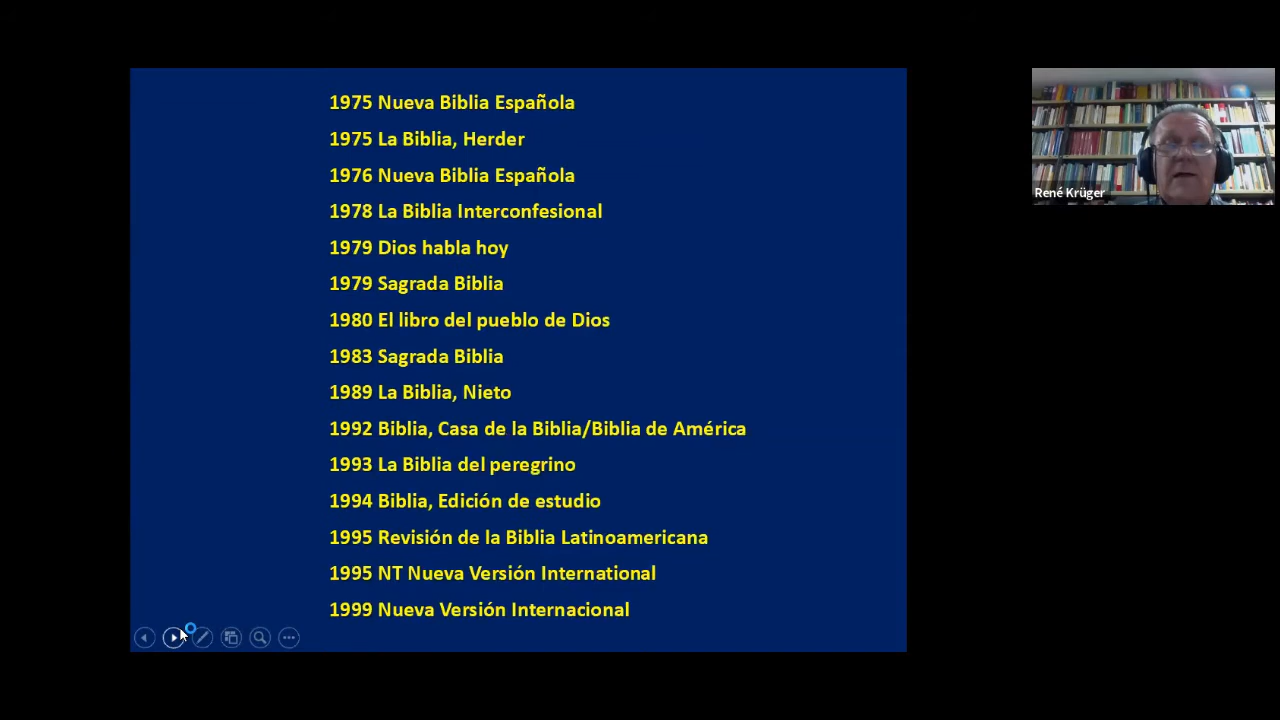 1975 Nueva Biblia Española
1975 La Biblia, Herder
1976 Nueva Biblia Española
1978 La Biblia Interconfesional
1979 Dios habla hoy
1979 Sagrada Biblia
1980 El libro del pueblo de Dios
1983 Sagrada Biblia
1989 La Biblia, Nieto
1992 Biblia, Casa de la Biblia/Biblia de América
1993 La Biblia del peregrino
1994 Biblia, Edición de estudio
1995 Revisión de la Biblia Latinoamericana
1995 NT Nueva Versión International
1999 Nueva Versión Internacional
René Krüger